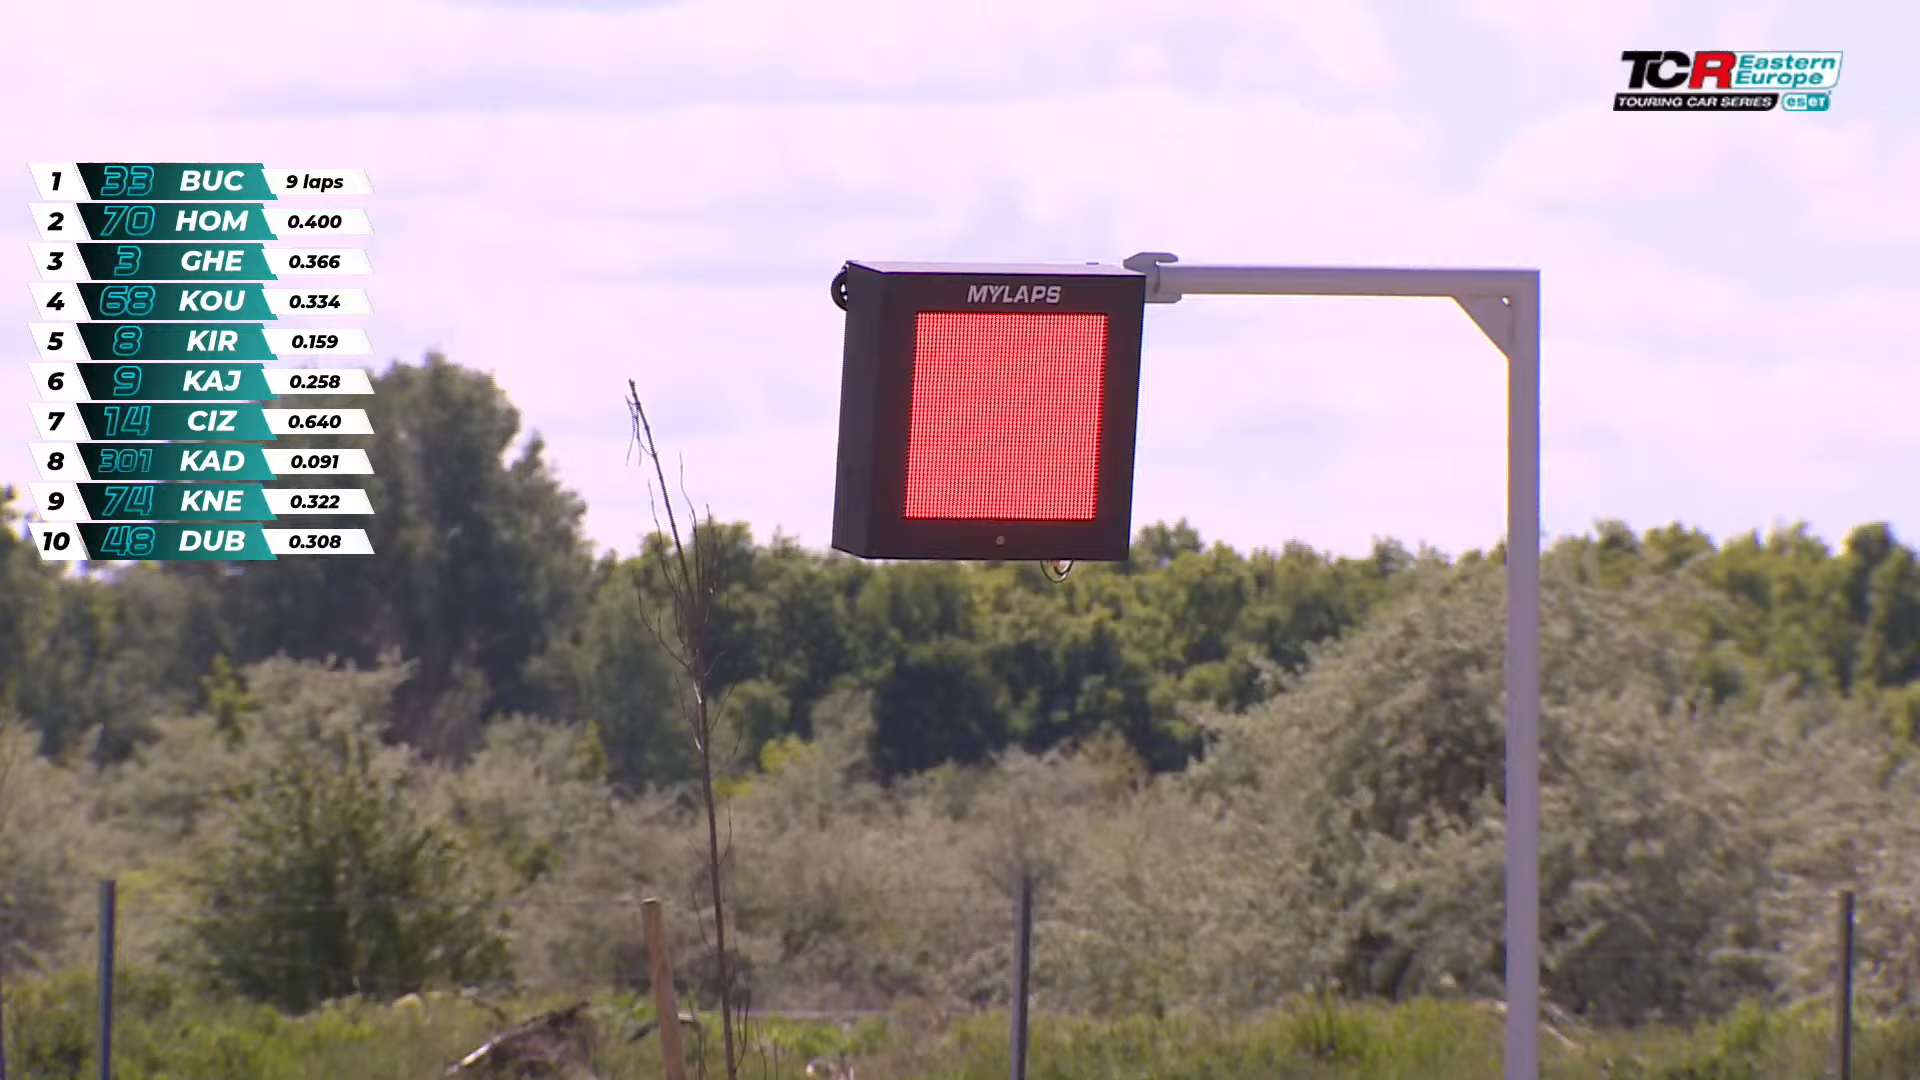 TCR Eastern Europe
TOURING CAR SERIES eseT
1 33 BUC 9 laps
2 70 HOM 0.400
3 3 GHE 0.366
4 68 KOU 0.334
5 8 KIR 0.159
6 9 KAJ 0.258
7 14 CIZ 0.640
8 301 KAD 0.091
9 74 KNE 0.322
10 48 DUB 0.308
MYLAPS